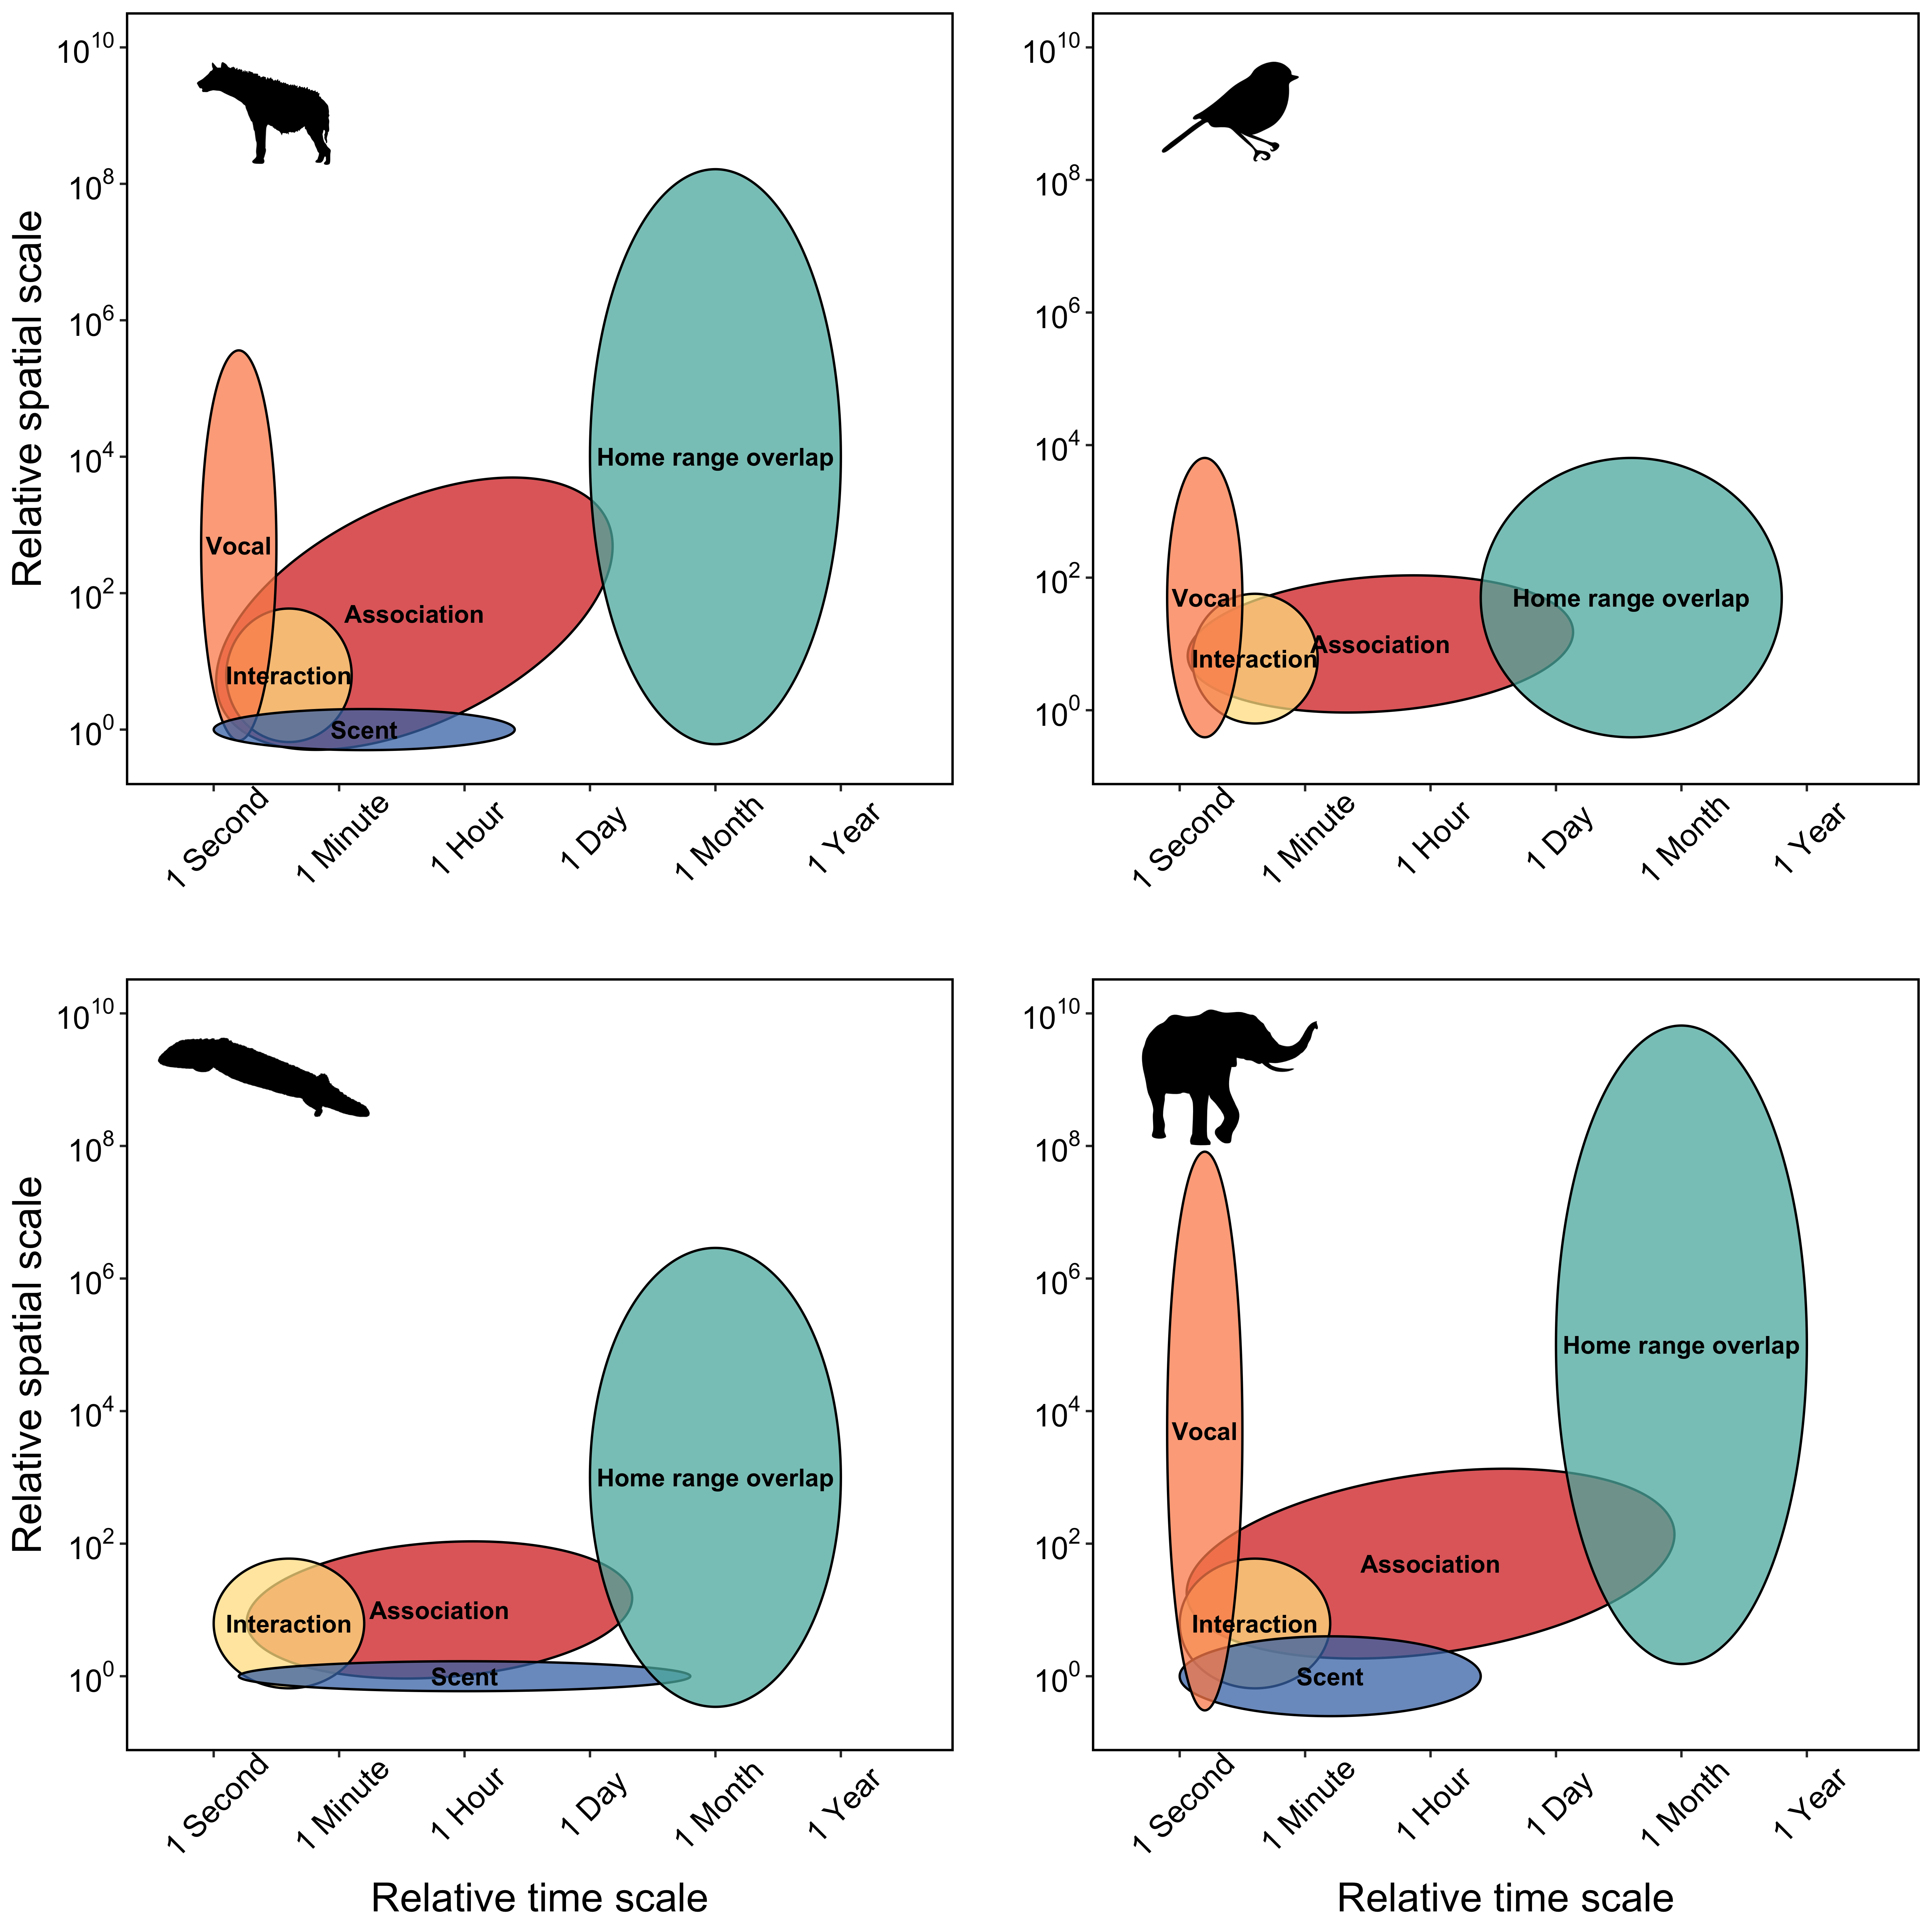 Relative spatial scale
10^10
10^8
10^6
10^4
10^2
10^0
Vocal
Interaction
Association
Scent
Home range overlap
1 Second
1 Minute
1 Hour
1 Day
1 Month
1 Year
10^10
10^8
10^6
10^4
10^2
10^0
Vocal
Interaction
Association
Home range overlap
1 Second
1 Minute
1 Hour
1 Day
1 Month
1 Year
Relative spatial scale
10^10
10^8
10^6
10^4
10^2
10^0
Interaction
Association
Scent
Home range overlap
1 Second
1 Minute
1 Hour
1 Day
1 Month
1 Year
Relative time scale
10^10
10^8
10^6
10^4
10^2
10^0
Vocal
Interaction
Association
Scent
Home range overlap
1 Second
1 Minute
1 Hour
1 Day
1 Month
1 Year
Relative time scale